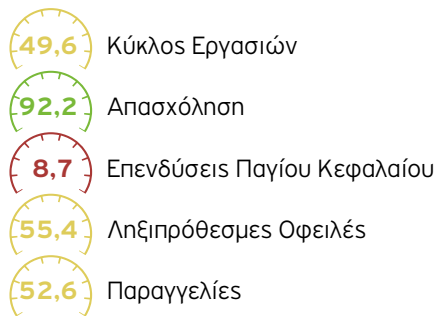 49,6 Κύκλος Εργασιών
92,2 Απασχόληση
8,7 Επενδύσεις Παγίου Κεφαλαίου
55,4 Ληξιπρόθεσμες Οφειλές
52,6 Παραγγελίες